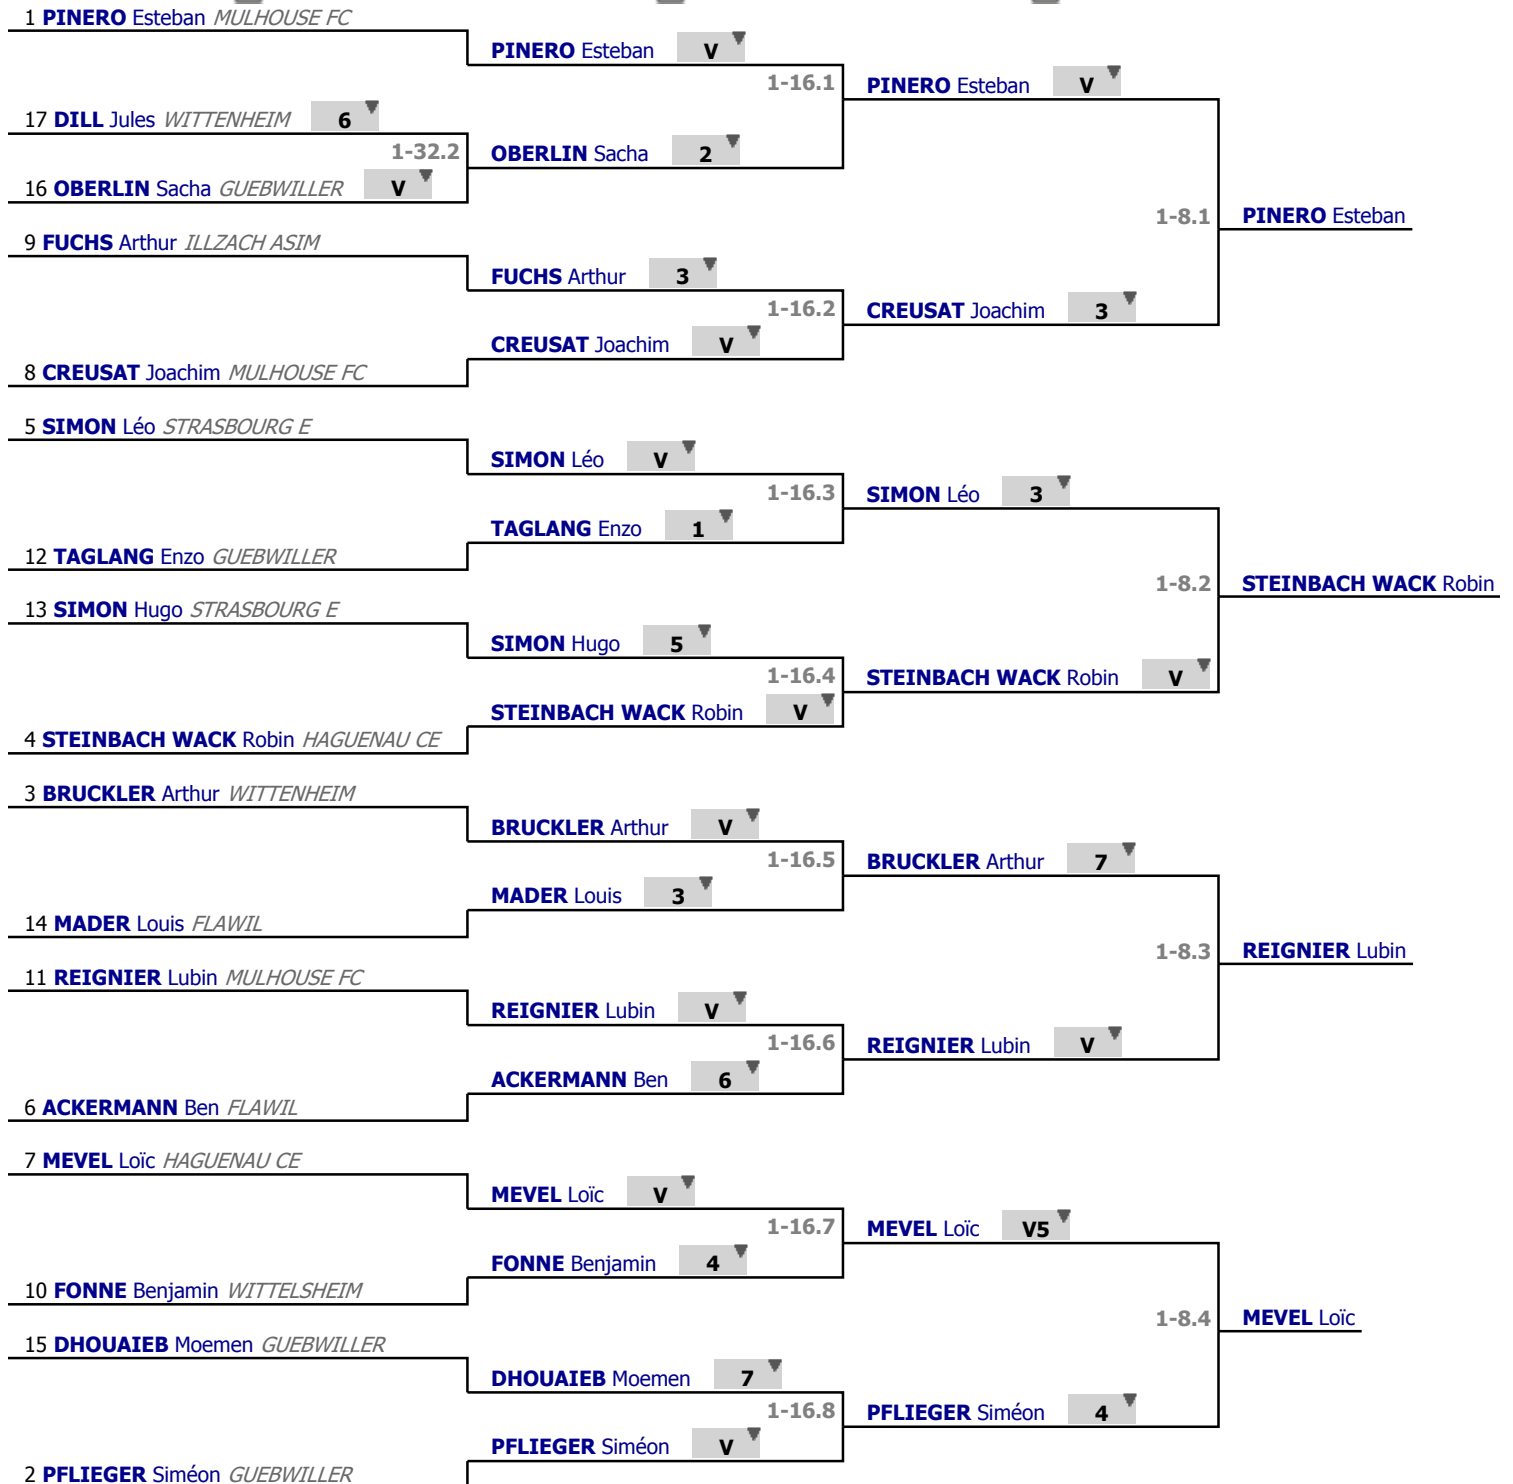 1 PINERO Esteban MULHOUSE FC
PINERO Esteban V
1-16.1
PINERO Esteban V
17 DILL Jules WITTENHEIM 6
1-32.2
OBERLIN Sacha 2
16 OBERLIN Sacha GUEBWILLER V
1-8.1
PINERO Esteban
9 FUCHS Arthur ILLZACH ASIM
FUCHS Arthur 3
1-16.2
CREUSAT Joachim 3
CREUSAT Joachim V
8 CREUSAT Joachim MULHOUSE FC
5 SIMON Léo STRASBOURG E
SIMON Léo V
1-16.3
SIMON Léo 3
TAGLANG Enzo 1
12 TAGLANG Enzo GUEBWILLER
1-8.2
STEINBACH WACK Robin
13 SIMON Hugo STRASBOURG E
SIMON Hugo 5
1-16.4
STEINBACH WACK Robin V
STEINBACH WACK Robin V
4 STEINBACH WACK Robin HAGUENAU CE
3 BRUCKLER Arthur WITTENHEIM
BRUCKLER Arthur V
1-16.5
BRUCKLER Arthur 7
MADER Louis 3
14 MADER Louis FLAWIL
1-8.3
REIGNIER Lubin
11 REIGNIER Lubin MULHOUSE FC
REIGNIER Lubin V
1-16.6
REIGNIER Lubin V
ACKERMANN Ben 6
6 ACKERMANN Ben FLAWIL
7 MEVEL Loïc HAGUENAU CE
MEVEL Loïc V
1-16.7
MEVEL Loïc V5
FONNE Benjamin 4
10 FONNE Benjamin WITTELSHEIM
1-8.4
MEVEL Loïc
15 DHOUAIEB Moemen GUEBWILLER
DHOUAIEB Moemen 7
1-16.8
PFLIEGER Siméon 4
PFLIEGER Siméon V
2 PFLIEGER Siméon GUEBWILLER